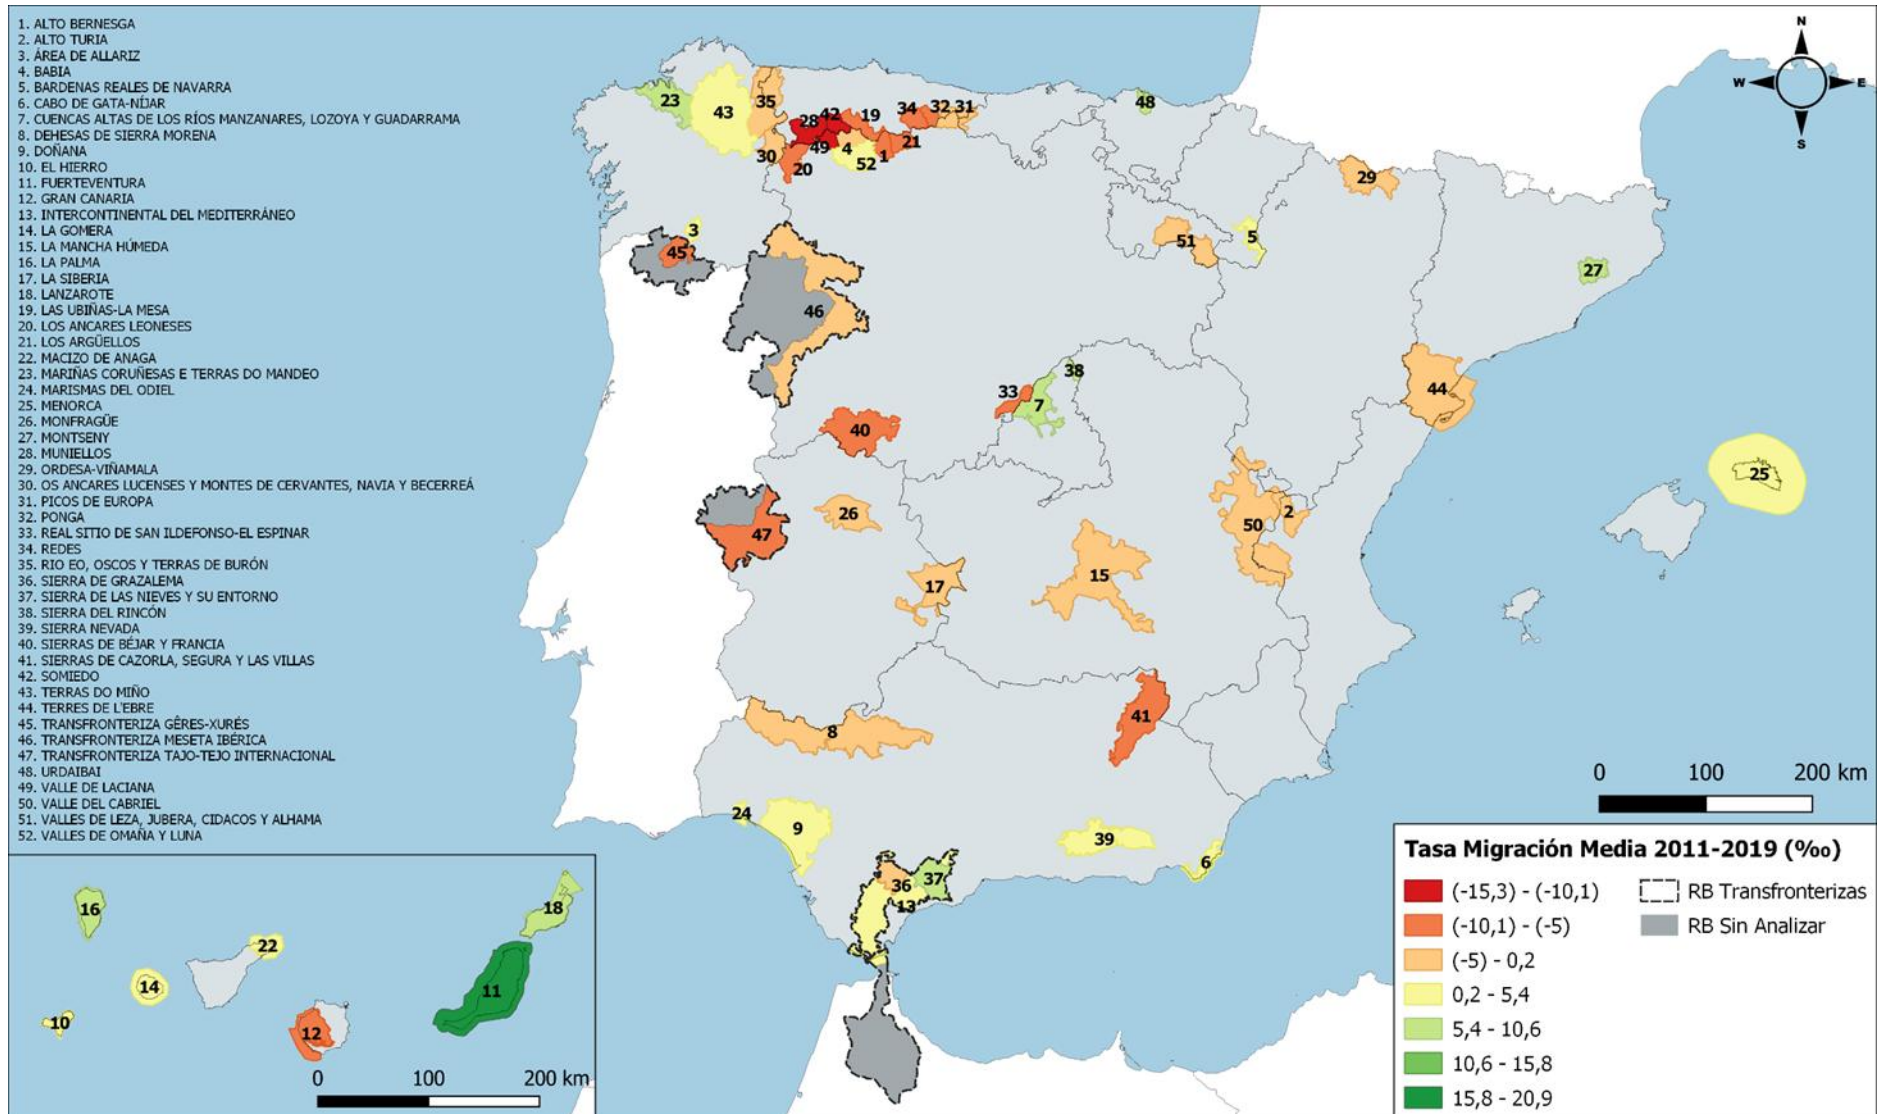 1. ALTO BERNESGA
2. ALTO TURIA
3. ÁREA DE ALLARIZ
4. BABIA
5. BARDENAS REALES DE NAVARRA
6. CABO DE GATA-NÍJAR
7. CUENCAS ALTAS DE LOS RÍOS MANZANARES, LOZOYA Y GUADARRAMA
8. DEHESAS DE SIERRA MORENA
9. DOÑANA
10. EL HIERRO
11. FUERTEVENTURA
12. GRAN CANARIA
13. INTERCONTINENTAL DEL MEDITERRÁNEO
14. LA GOMERA
15. LA MANCHA HÚMEDA
16. LA PALMA
17. LA SIBERIA
18. LANZAROTE
19. LAS UBIÑAS-LA MESA
20. LOS ANCARES LEONESES
21. LOS ARGÜELLOS
22. MACIZO DE ANAGA
23. MARIÑAS CORUÑESAS E TERRAS DO MANDEO
24. MARISMAS DEL ODIEL
25. MENORCA
26. MONFRAGÜE
27. MONTSENY
28. MUNIELLOS
29. ORDESA-VIÑAMALA
30. OS ANCARES LUCENSES Y MONTES DE CERVANTES, NAVIA Y BECERREÁ
31. PICOS DE EUROPA
32. PONGA
33. REAL SITIO DE SAN ILDEFONSO-EL ESPINAR
34. REDES
35. RIO EO, OSCOS Y TERRAS DE BURÓN
36. SIERRA DE GRAZALEMA
37. SIERRA DE LAS NIEVES Y SU ENTORNO
38. SIERRA DEL RINCÓN
39. SIERRA NEVADA
40. SIERRAS DE BÉJAR Y FRANCIA
41. SIERRAS DE CAZORLA, SEGURA Y LAS VILLAS
42. SOMIEDO
43. TERRAS DO MIÑO
44. TERRES DE L'EBRE
45. TRANSFRONTERIZA GÊRES-XURÉS
46. TRANSFRONTERIZA MESETA IBÉRICA
47. TRANSFRONTERIZA TAJO-TEJO INTERNACIONAL
48. URDAIBAI
49. VALLE DE LACIANA
50. VALLE DEL CABRIEL
51. VALLES DE LEZA, JUBERA, CIDACOS Y ALHAMA
52. VALLES DE OMAÑA Y LUNA
N
W E
S
23
43
35
28
42
19
34
32
31
48
30
20
49
4
52
1
21
29
3
45
51
5
27
46
38
33
7
44
40
25
26
47
50
2
17
15
41
8
24
9
39
6
36
37
13
0 100 200 km
16
18
22
14
11
10
12
0 100 200 km
Tasa Migración Media 2011-2019 (‰)
(-15,3) - (-10,1)
(-10,1) - (-5)
(-5) - 0,2
0,2 - 5,4
5,4 - 10,6
10,6 - 15,8
15,8 - 20,9
RB Transfronterizas
RB Sin Analizar